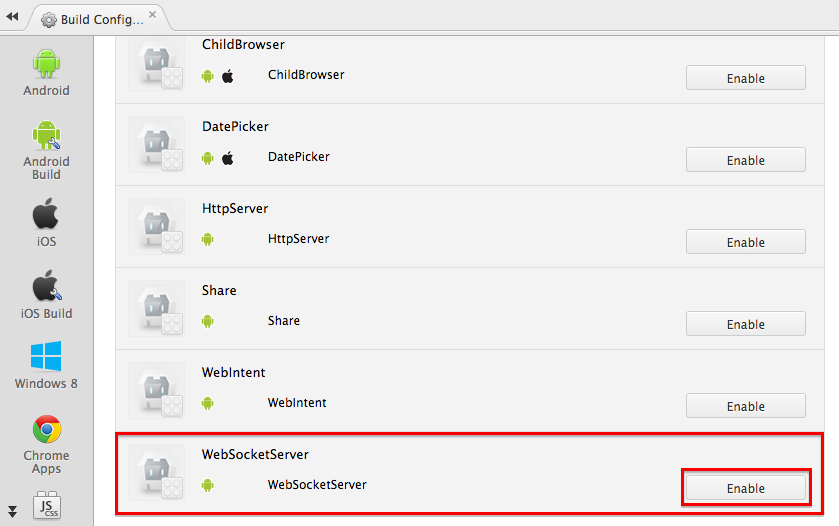 Build Config...
Android
Android
Build
iOS
iOS Build
Windows 8
Chrome
Apps
JS
CSS
ChildBrowser
ChildBrowser
Enable
DatePicker
DatePicker
Enable
HttpServer
HttpServer
Enable
Share
Share
Enable
WebIntent
WebIntent
Enable
WebSocketServer
WebSocketServer
Enable